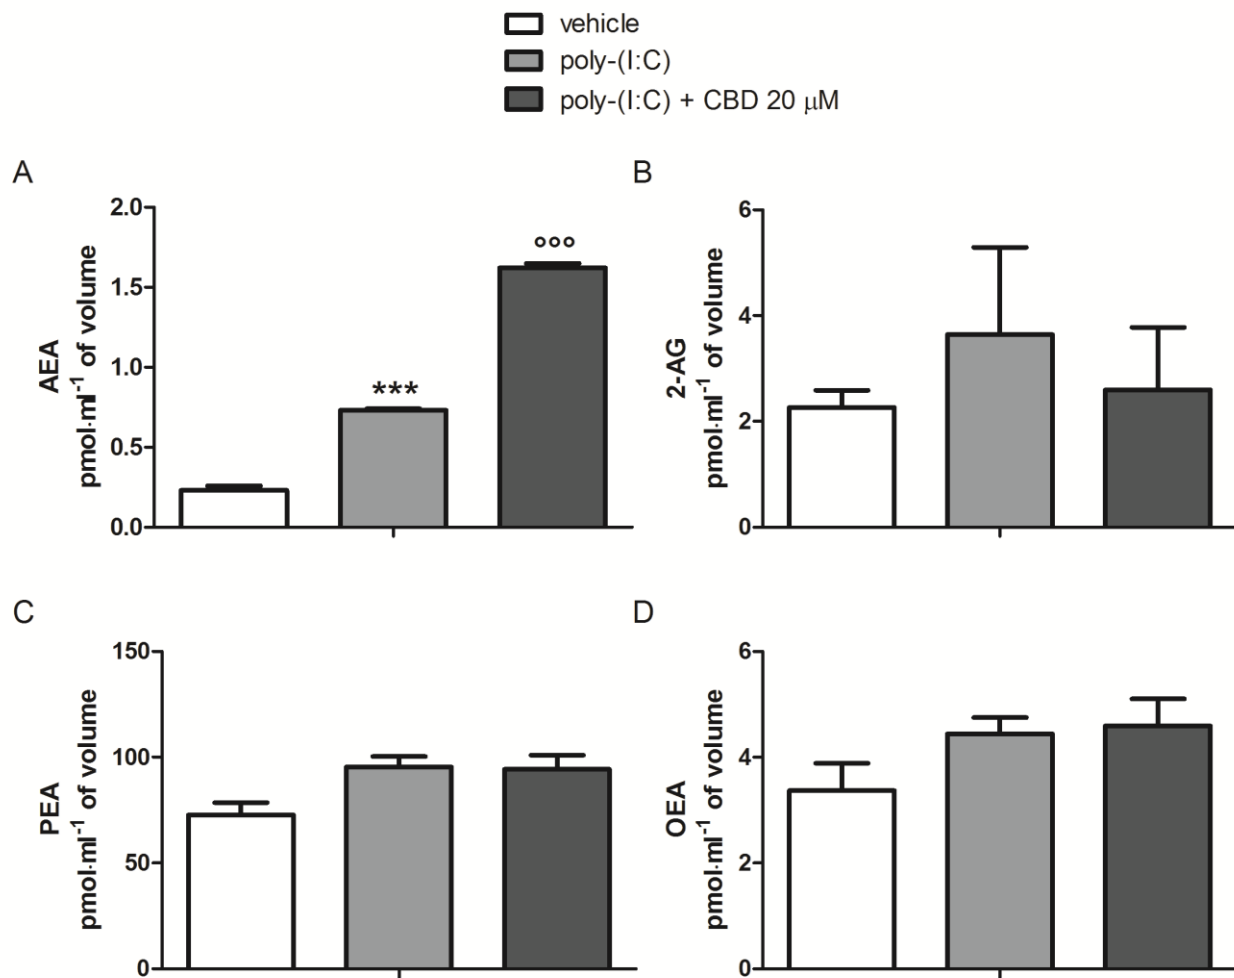 vehicle
poly-(I:C)
poly-(I:C) + CBD 20 μM
A
AEA
pmol·ml⁻¹ of volume
2.0
1.5
1.0
0.5
0.0
***
°°°
B
2-AG
pmol·ml⁻¹ of volume
6
4
2
0
C
PEA
pmol·ml⁻¹ of volume
150
100
50
0
D
OEA
pmol·ml⁻¹ of volume
6
4
2
0